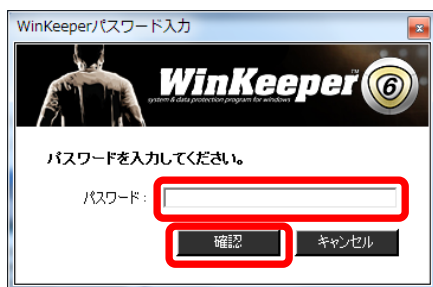 WinKeeperパスワード入力
WinKeeper™ 6
system & data protection program for windows
パスワードを入力してください。
パスワード：
確認
キャンセル